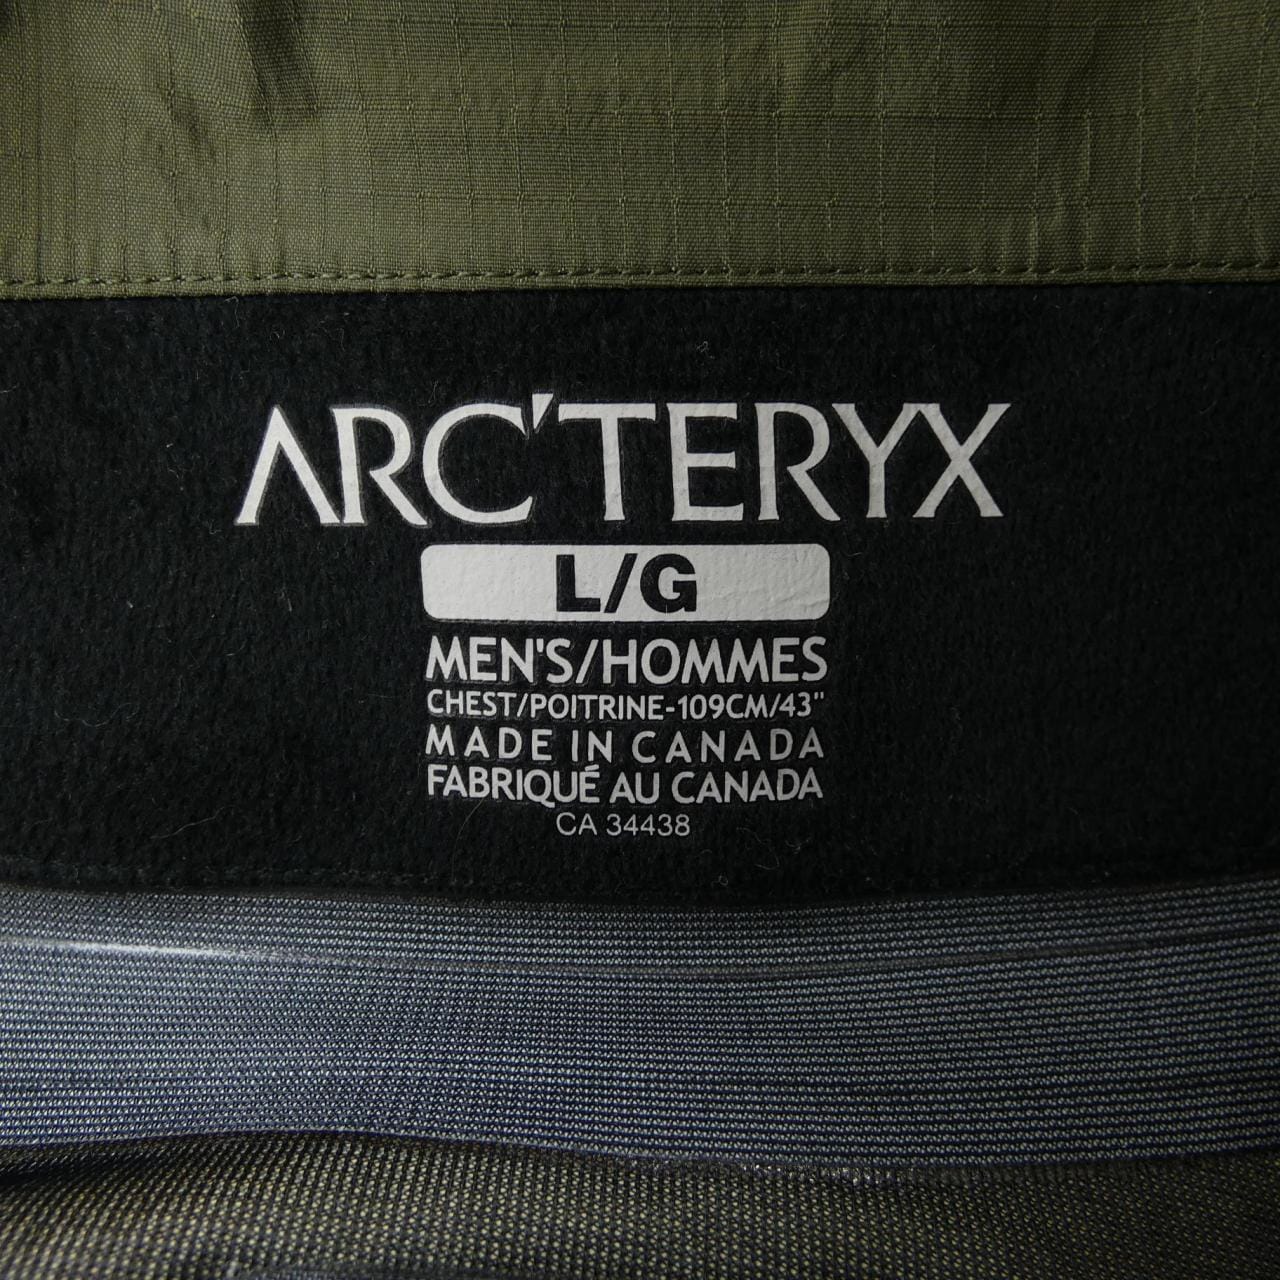 ARC'TERYX
L/G
MEN'S/HOMMES
CHEST/POITRINE-109CM/43"
MADE IN CANADA
FABRIQUÉ AU CANADA
CA 34438